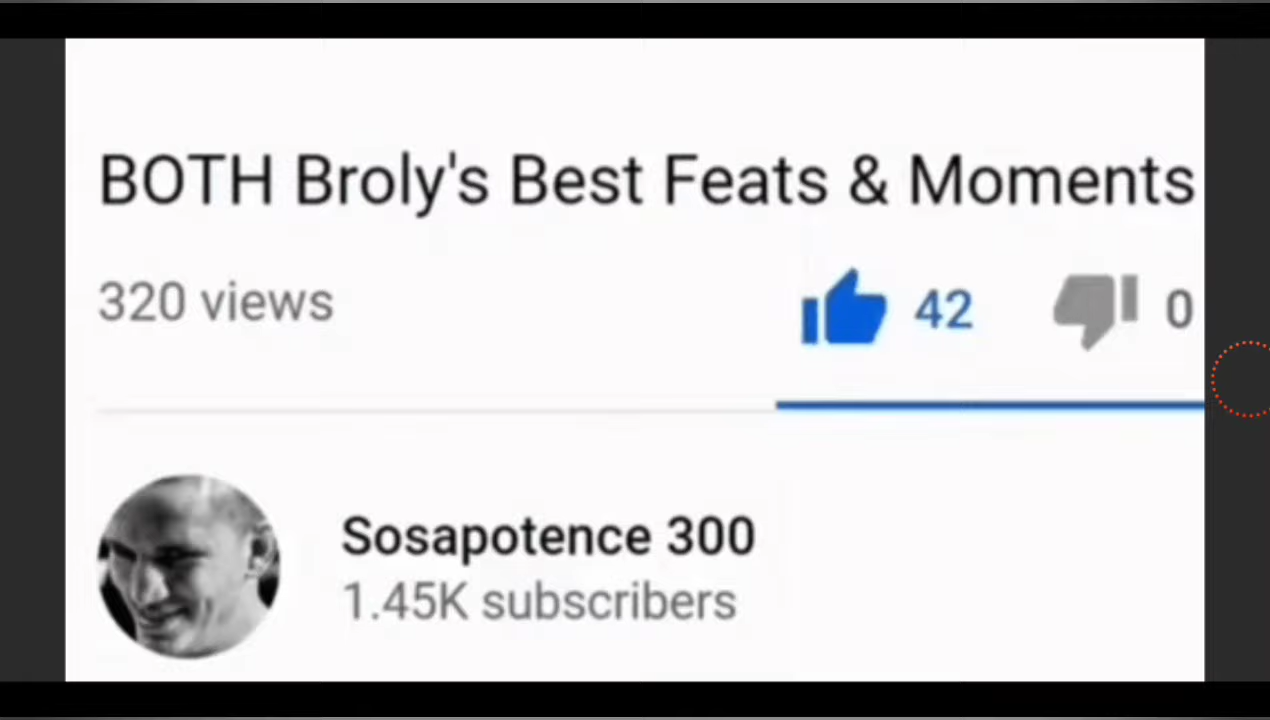 BOTH Broly's Best Feats & Moments
320 views
42
0
Sosapotence 300
1.45K subscribers